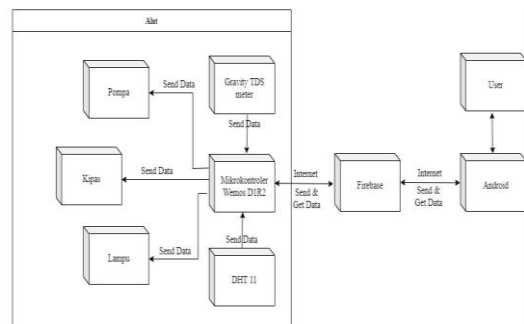 Alat
Pompa
Send Data
Gravity TDS
meter
Send Data
User
Kipas
Send Data
Mikrokontroler
Wemos D1R2
Internet
Send &
Get Data
Firebase
Internet
Send &
Get Data
Android
Lampu
Send Data
Send Data
DHT 11